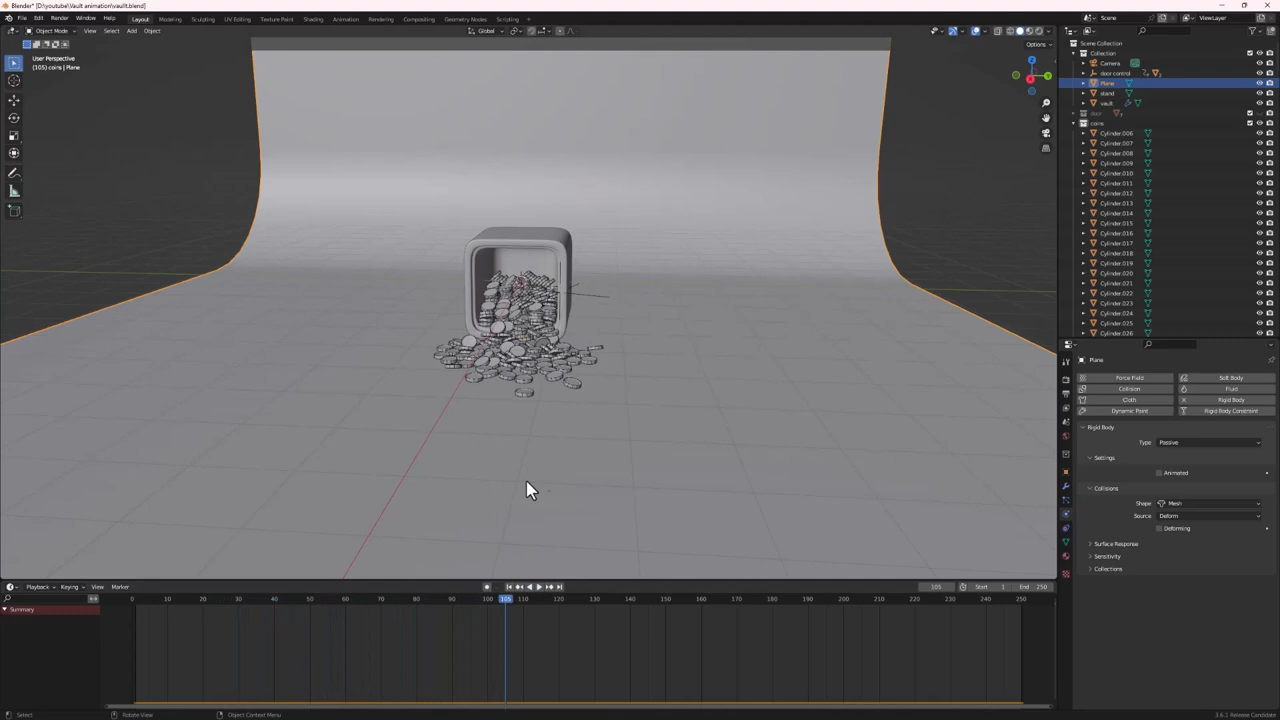 Blender* [D:\youtube\Vault animation\vault.blend]
File Edit Render Window Help Layout Modeling Sculpting UV Editing Texture Paint Shading Animation Rendering Compositing Geometry Nodes Scripting + Scene ViewLayer
Object Mode View Select Add Object Global Options
User Perspective
(105) coins | Plane
Z
Y
X
Scene Collection
Collection
Camera
door control
Plane
stand
vault
door
coins
Cylinder.006
Cylinder.007
Cylinder.008
Cylinder.009
Cylinder.010
Cylinder.011
Cylinder.012
Cylinder.013
Cylinder.014
Cylinder.015
Cylinder.016
Cylinder.017
Cylinder.018
Cylinder.019
Cylinder.020
Cylinder.021
Cylinder.022
Cylinder.023
Cylinder.024
Cylinder.025
Cylinder.026
Plane
Force Field Soft Body
Collision Fluid
Cloth Rigid Body
Dynamic Paint Rigid Body Constraint
Rigid Body
Type Passive
Settings
Animated
Collisions
Shape Mesh
Source Deform
Deforming
Surface Response
Sensitivity
Collections
Playback Keying View Marker 105 Start 1 End 250
0 10 20 30 40 50 60 70 80 90 100 105 110 120 130 140 150 160 170 180 190 200 210 220 230 240 250
Summary
Select Rotate View Object Context Menu 3.6.1 Release Candidate